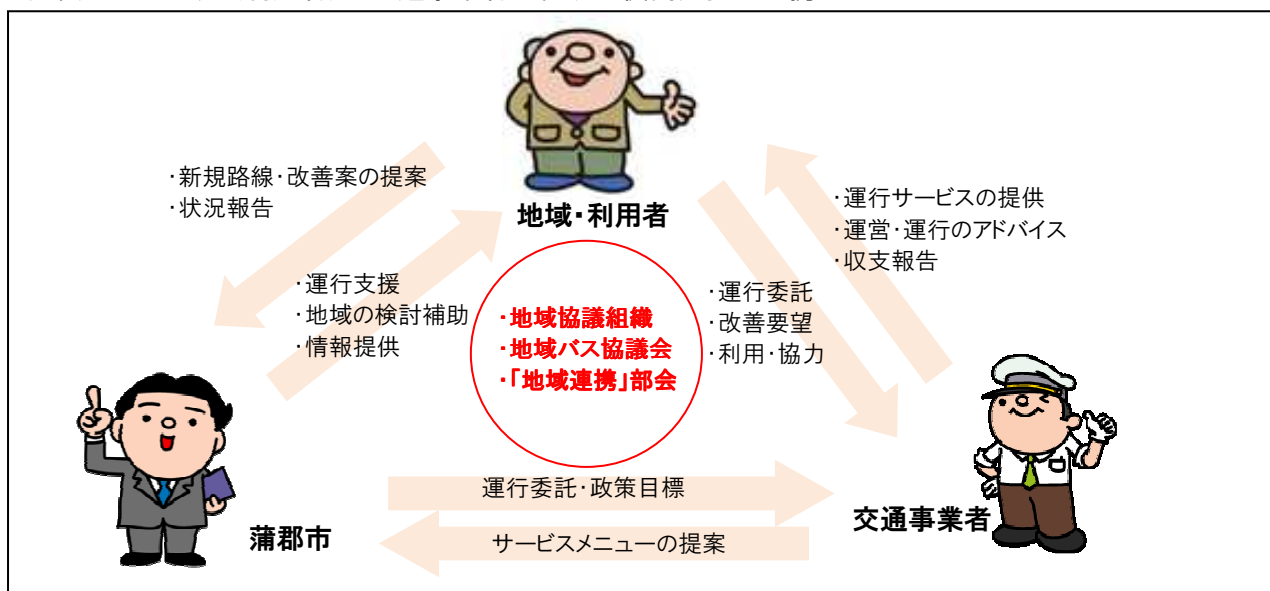 ・新規路線・改善案の提案
・状況報告
地域・利用者
・運行サービスの提供
・運営・運行のアドバイス
・収支報告
・運行支援
・地域の検討補助
・情報提供
・地域協議組織
・地域バス協議会
・「地域連携」部会
・運行委託
・改善要望
・利用・協力
運行委託・政策目標
サービスメニューの提案
蒲郡市
交通事業者